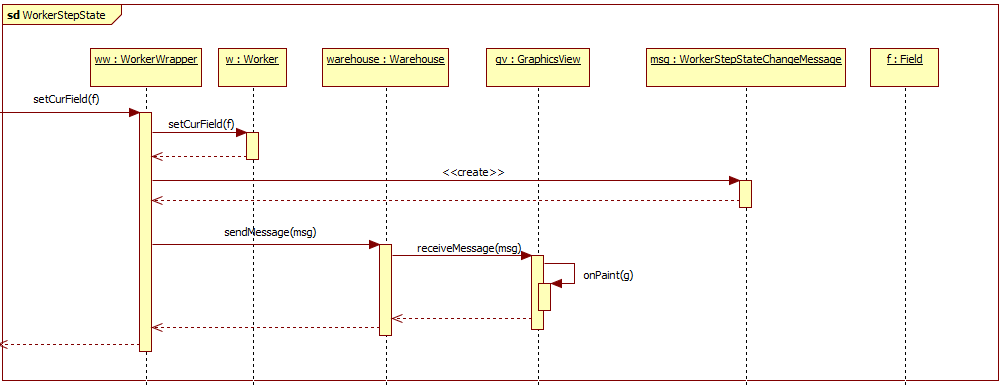 sd WorkerStepState
ww : WorkerWrapper
w : Worker
warehouse : Warehouse
gv : GraphicsView
msg : WorkerStepStateChangeMessage
f : Field
setCurField(f)
setCurField(f)
<<create>>
sendMessage(msg)
receiveMessage(msg)
onPaint(g)